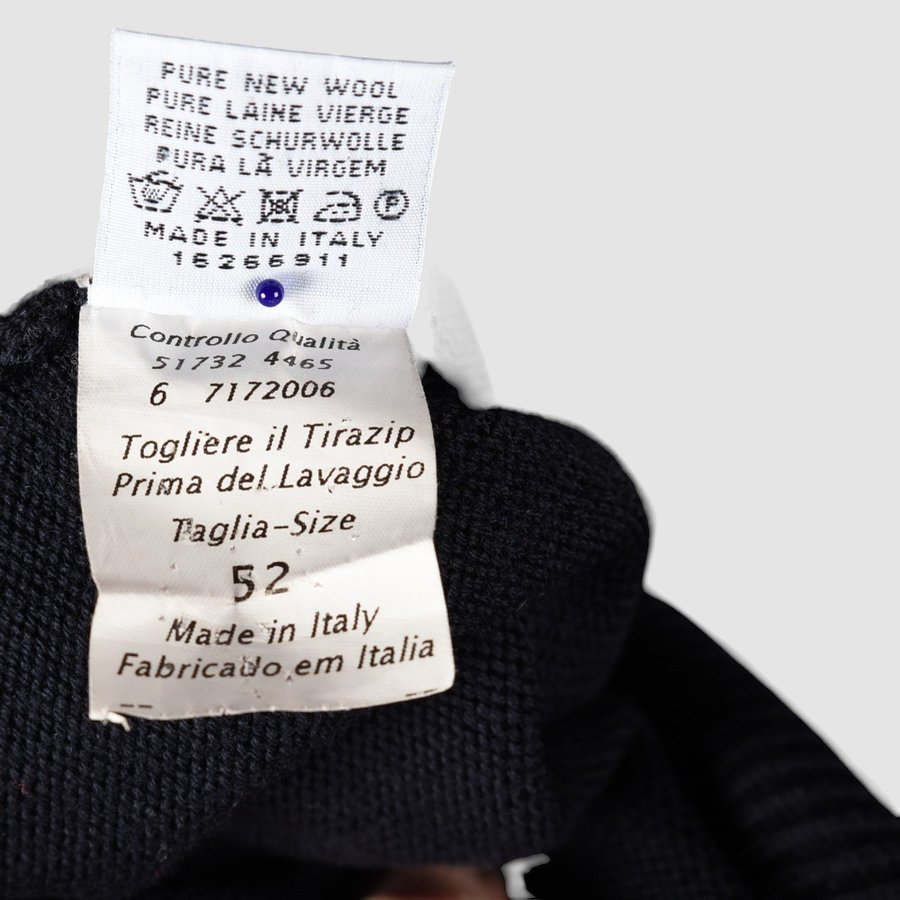 PURE NEW WOOL
PURE LAINE VIERGE
REINE SCHURWOLLE
PURA LÀ VIRGEM
P
MADE IN ITALY
16266911
Controllo Qualità
51732 4465
6 7172006
Togliere il Tirazip
Prima del Lavaggio
Taglia-Size
52
Made in Italy
Fabricado em Italia